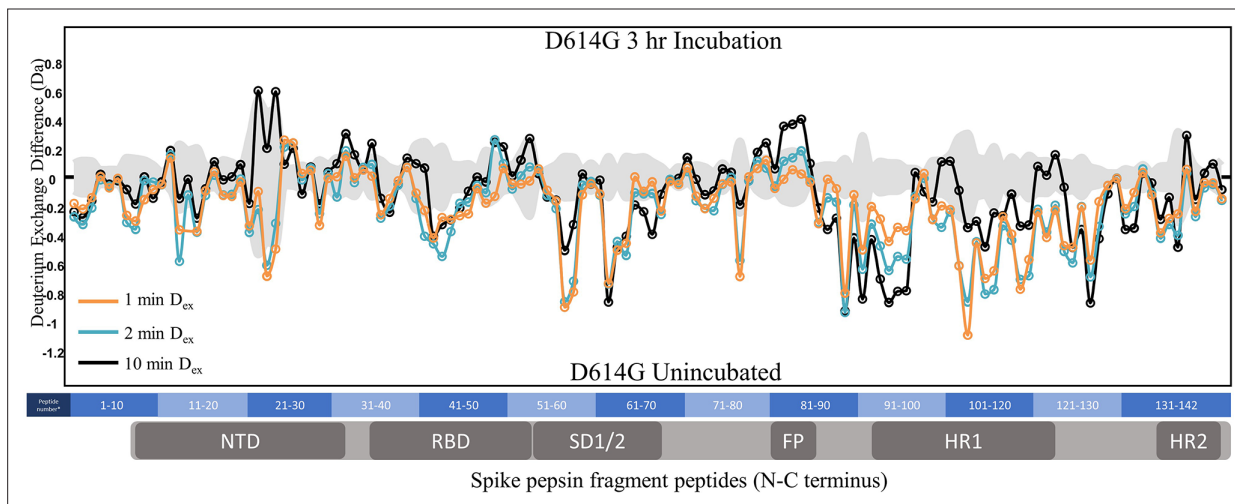 D614G 3 hr Incubation
Deuterium Exchange Difference (Da)
0.8
0.6
0.4
0.2
0
-0.2
-0.4
-0.6
-0.8
-1
-1.2
1 min Dex
2 min Dex
10 min Dex
D614G Unincubated
Peptide number* 1-10 11-20 21-30 31-40 41-50 51-60 61-70 71-80 81-90 91-100 101-120 121-130 131-142
NTD RBD SD1/2 FP HR1 HR2
Spike pepsin fragment peptides (N-C terminus)